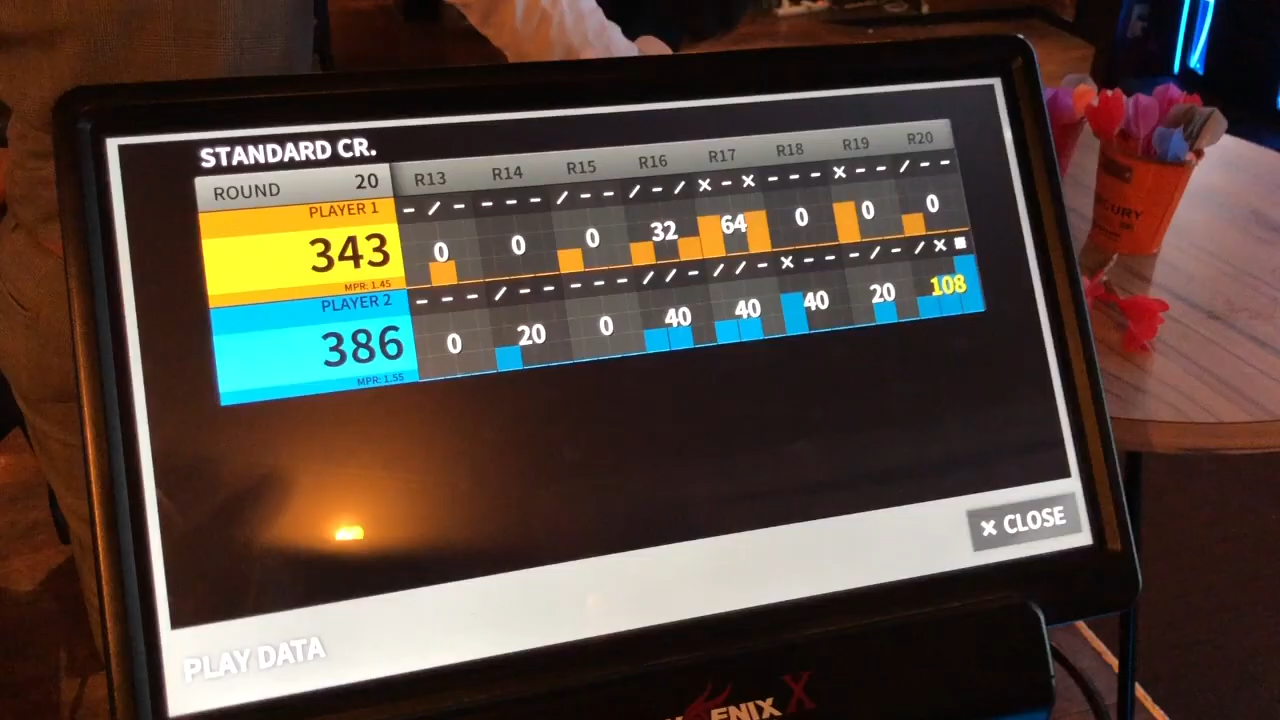 STANDARD CR.
ROUND 20 R13 R14 R15 R16 R17 R18 R19 R20
PLAYER 1 - / - - - - / - - / - / × - × - - - × - - / - -
343 0 0 0 32 64 0 0 0
MPR: 1.45
PLAYER 2 - - - / - - - - - / / - / / - × - - / - / × ■
386 0 20 0 40 40 40 20 108
MPR: 1.55
× CLOSE
PLAY DATA
ENIX X